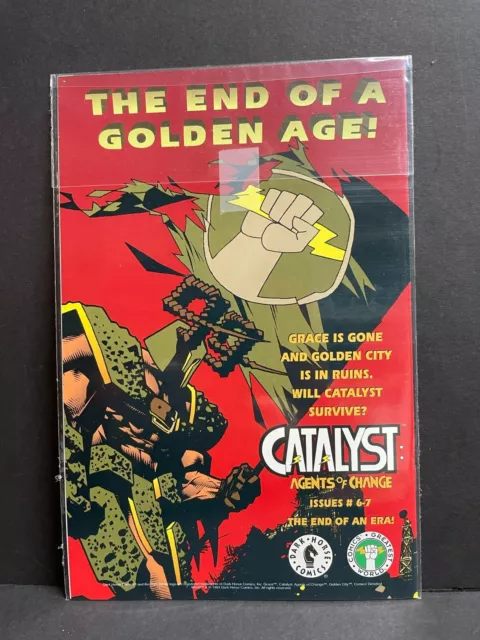 THE END OF A
GOLDEN AGE!
GRACE IS GONE
AND GOLDEN CITY
IS IN RUINS.
WILL CATALYST
SURVIVE?
CATALYST:
AGENTS OF CHANGE
ISSUES # 6-7
THE END OF AN ERA!
DARK HORSE
COMICS
COMICS' GREATEST
WORLD